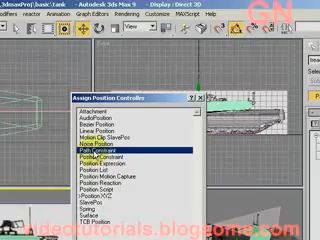 3dmaxProj\basic\tank Autodesk 3ds Max 9 - Display : Direct 3D
Modifiers reactor Animation Graph Editors Rendering Customize MAXScript Help
View
GN
Assign Position Controller
Attachment
AudioPosition
Bezier Position
Linear Position
Motion Clip SlavePos
Noise Position
Path Constraint
Position Constraint
Position Expression
Position List
Position Motion Capture
Position Reaction
Position Script
Position XYZ
SlavePos
Spring
Surface
TCB Position
Modifier
videotutorials.blogeome.com